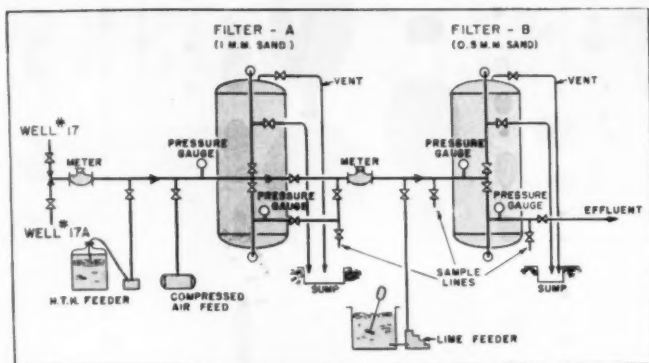 FILTER - A
(1 M.M. SAND)
FILTER - B
(0.5 M.M. SAND)
VENT
VENT
WELL #17
METER
PRESSURE
GAUGE
METER
PRESSURE
GAUGE
PRESSURE
GAUGE
PRESSURE
GAUGE
EFFLUENT
WELL #17A
H.T.H. FEEDER
COMPRESSED
AIR FEED
SUMP
SAMPLE
LINES
SUMP
LIME FEEDER